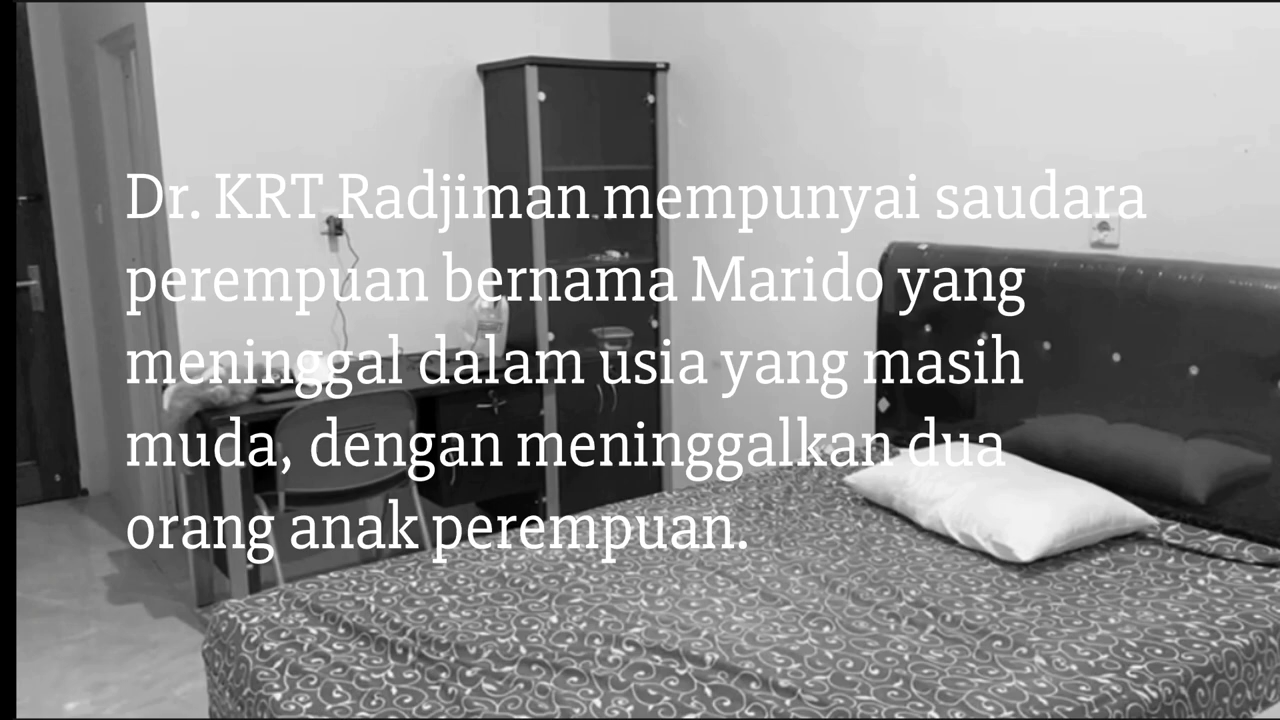 Dr. KRT Radjiman mempunyai saudara
perempuan bernama Marido yang
meninggal dalam usia yang masih
muda, dengan meninggalkan dua
orang anak perempuan.